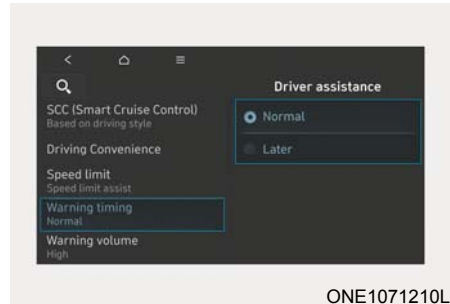 Driver assistance
SCC (Smart Cruise Control)
Based on driving style
Driving Convenience
Speed limit
Speed limit assist
Warning timing
Normal
Warning volume
High
Normal
Later
ONE1071210L